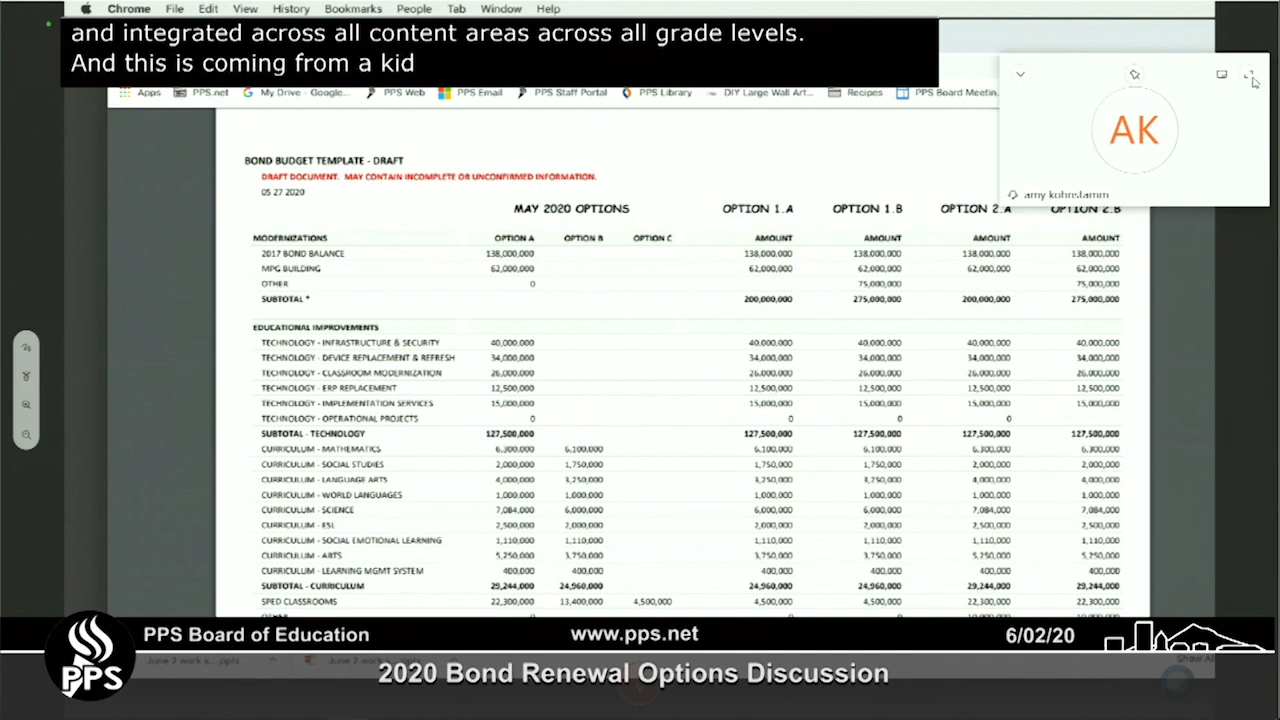 Chrome File Edit View History Bookmarks People Tab Window Help
and integrated across all content areas across all grade levels.
And this is coming from a kid
Apps PPS.net My Drive - Google... PPS Web PPS Email PPS Staff Portal PPS Library DIY Large Wall Art... Recipes PPS Board Meetin.
AK
amy kohnstamm
BOND BUDGET TEMPLATE - DRAFT
DRAFT DOCUMENT. MAY CONTAIN INCOMPLETE OR UNCONFIRMED INFORMATION.
05 27 2020
MAY 2020 OPTIONS OPTION 1.A OPTION 1.B OPTION 2.A OPTION 2.B
MODERNIZATIONS OPTION A OPTION B OPTION C AMOUNT AMOUNT AMOUNT AMOUNT
2017 BOND BALANCE 138,000,000 138,000,000 138,000,000 138,000,000 138,000,000
MPG BUILDING 62,000,000 62,000,000 62,000,000 62,000,000 62,000,000
OTHER 0 75,000,000 75,000,000
SUBTOTAL * 200,000,000 275,000,000 200,000,000 275,000,000
EDUCATIONAL IMPROVEMENTS
TECHNOLOGY - INFRASTRUCTURE & SECURITY 40,000,000 40,000,000 40,000,000 40,000,000 40,000,000
TECHNOLOGY - DEVICE REPLACEMENT & REFRESH 34,000,000 34,000,000 34,000,000 34,000,000 34,000,000
TECHNOLOGY - CLASSROOM MODERNIZATION 26,000,000 26,000,000 26,000,000 26,000,000 26,000,000
TECHNOLOGY - ERP REPLACEMENT 12,500,000 12,500,000 12,500,000 12,500,000 12,500,000
TECHNOLOGY - IMPLEMENTATION SERVICES 15,000,000 15,000,000 15,000,000 15,000,000 15,000,000
TECHNOLOGY - OPERATIONAL PROJECTS 0 0 0 0
SUBTOTAL - TECHNOLOGY 127,500,000 127,500,000 127,500,000 127,500,000 127,500,000
CURRICULUM - MATHEMATICS 6,300,000 6,100,000 6,100,000 6,100,000 6,300,000 6,300,000
CURRICULUM - SOCIAL STUDIES 2,000,000 1,750,000 1,750,000 1,750,000 2,000,000 2,000,000
CURRICULUM - LANGUAGE ARTS 4,000,000 3,250,000 3,250,000 3,250,000 4,000,000 4,000,000
CURRICULUM - WORLD LANGUAGES 1,000,000 1,000,000 1,000,000 1,000,000 1,000,000 1,000,000
CURRICULUM - SCIENCE 7,084,000 6,000,000 6,000,000 6,000,000 7,084,000 7,084,000
CURRICULUM - ESL 2,500,000 2,000,000 2,000,000 2,000,000 2,500,000 2,500,000
CURRICULUM - SOCIAL EMOTIONAL LEARNING 1,110,000 1,110,000 1,110,000 1,110,000 1,110,000 1,110,000
CURRICULUM - ARTS 5,250,000 3,750,000 3,750,000 3,750,000 5,250,000 5,250,000
CURRICULUM - LEARNING MGMT SYSTEM 400,000 400,000 400,000 400,000 400,000 400,000
SUBTOTAL - CURRICULUM 29,244,000 24,960,000 24,960,000 24,960,000 29,244,000 29,244,000
SPED CLASSROOMS 22,300,000 13,400,000 4,500,000 4,500,000 4,500,000 22,300,000 22,300,000
PPS Board of Education www.pps.net 6/02/20
PPS
2020 Bond Renewal Options Discussion
June 7 work s....pptx June 7 work s....pptx Show All